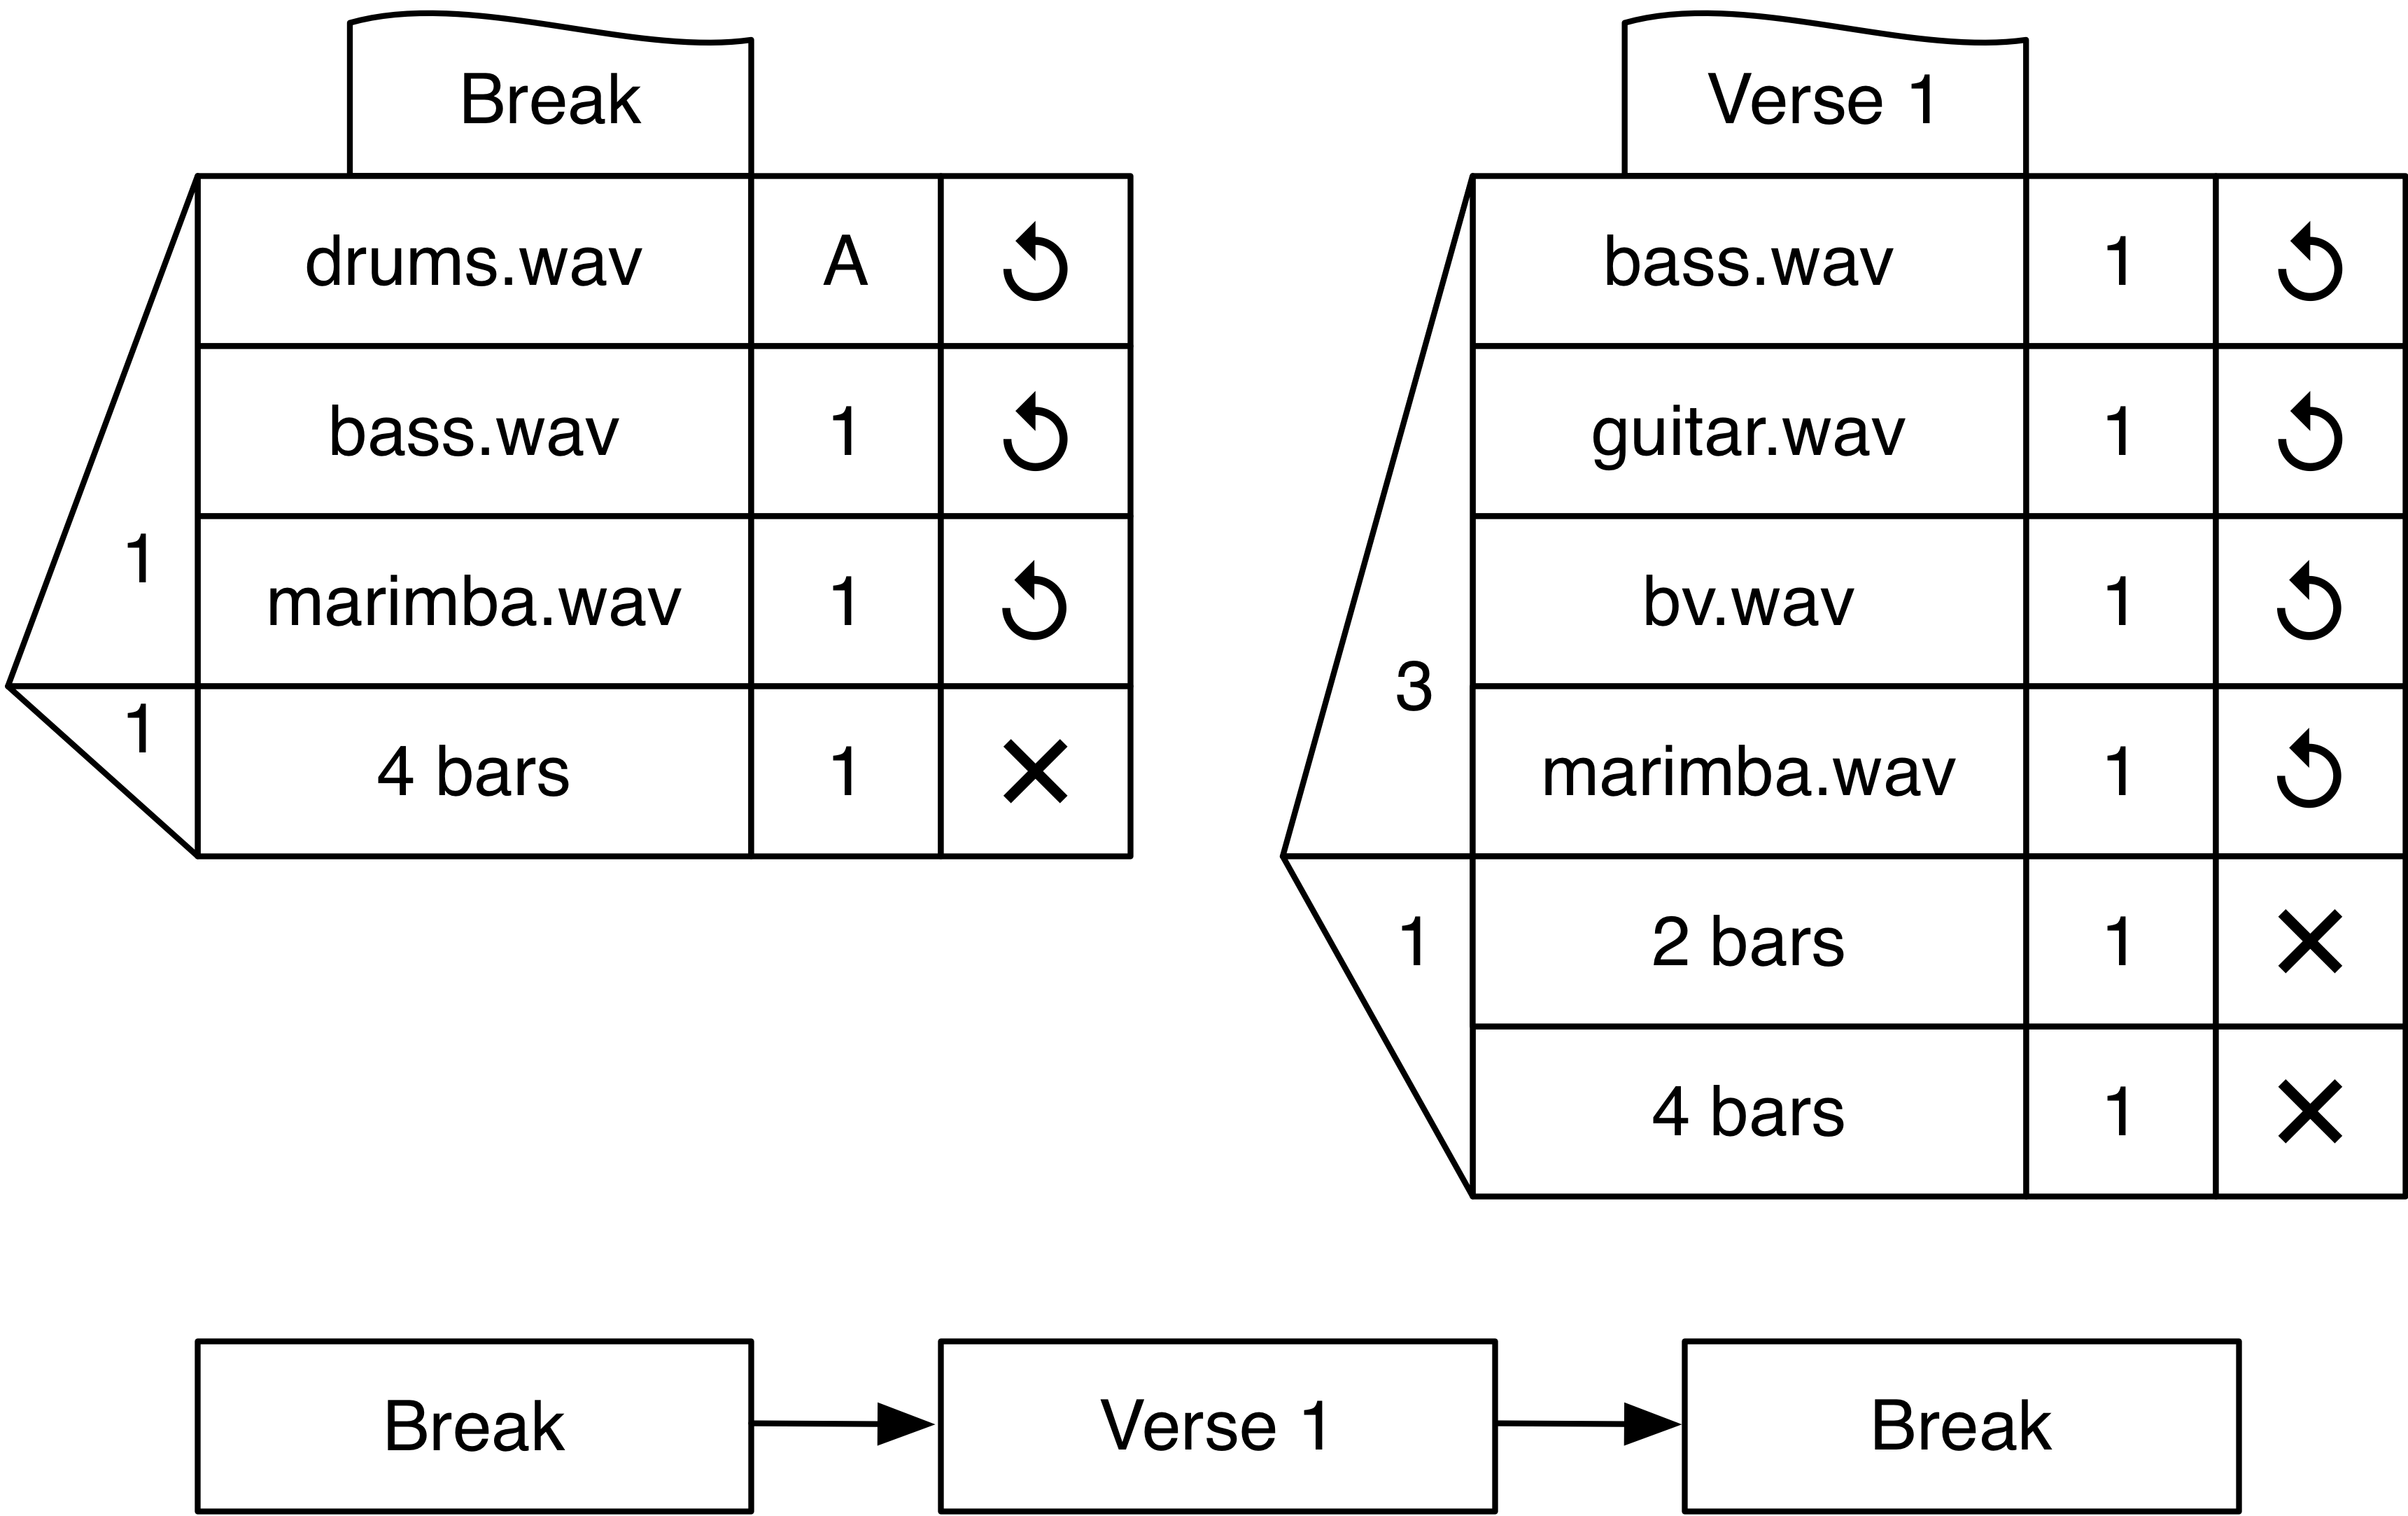 Break
drums.wav A
bass.wav 1
1
marimba.wav 1
1
4 bars 1
Verse 1
bass.wav 1
guitar.wav 1
bv.wav 1
3
marimba.wav 1
1 2 bars 1
4 bars 1
Break Verse 1 Break